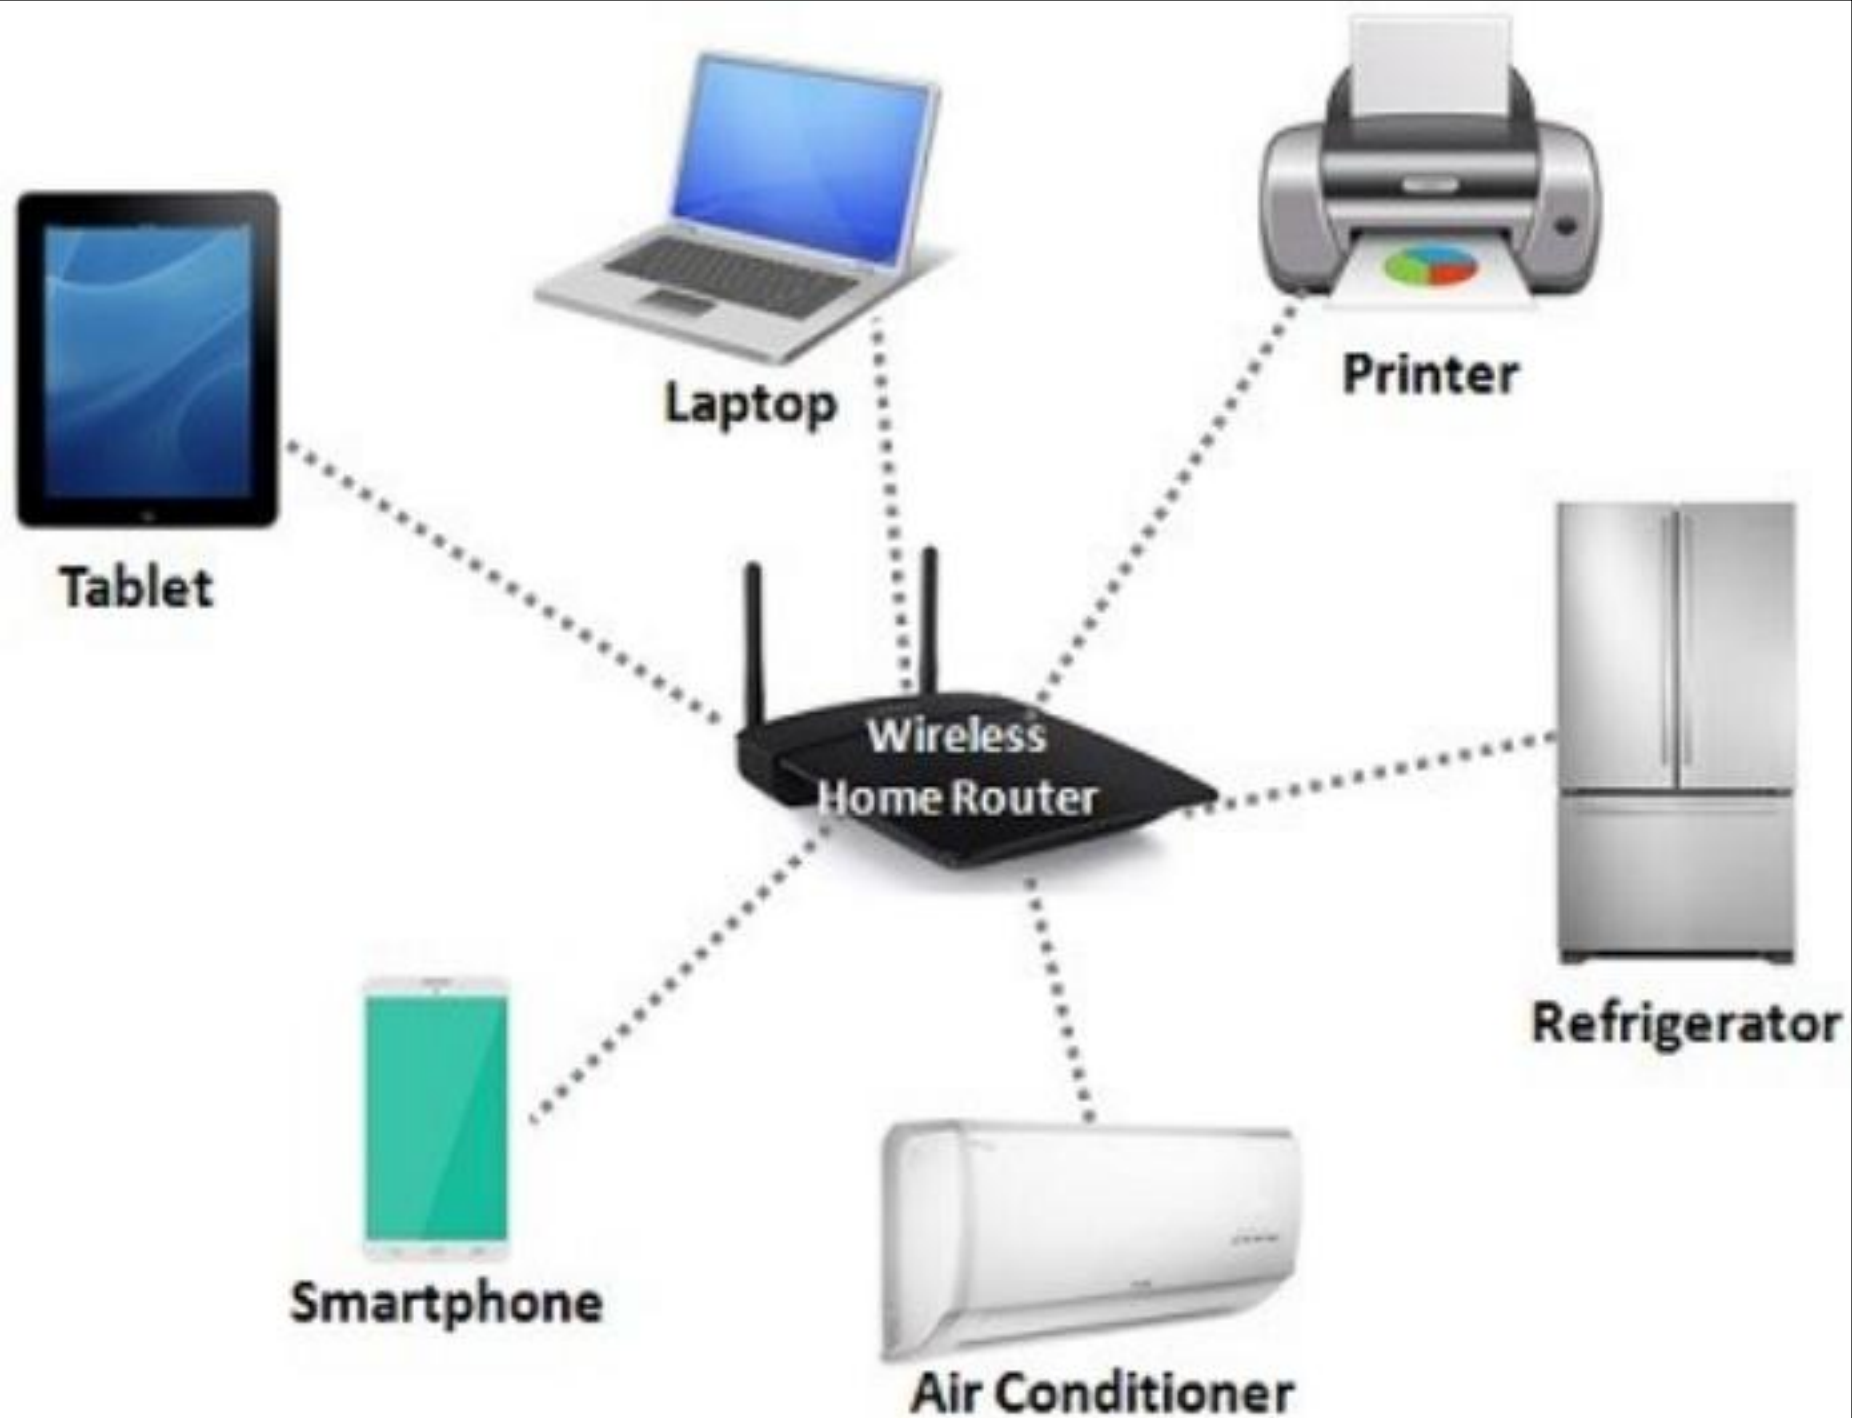 Laptop
Printer
Tablet
Wireless
Home Router
Refrigerator
Smartphone
Air Conditioner